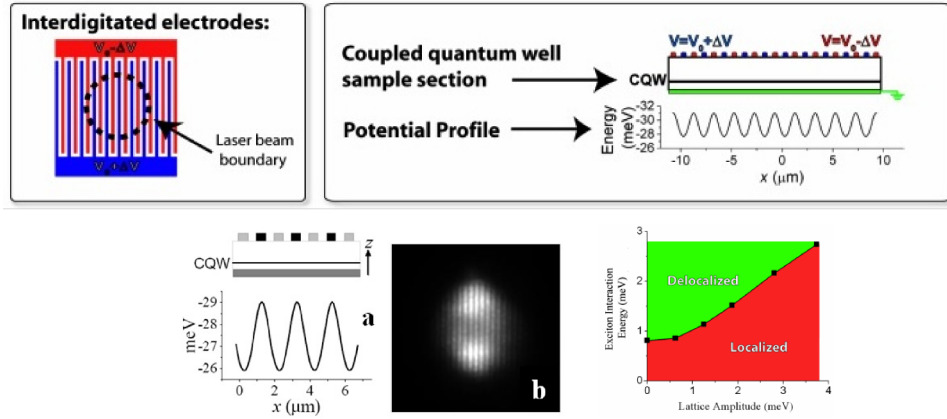 Interdigitated electrodes:
V₀-ΔV
V₀+ΔV
Laser beam
boundary
Coupled quantum well
sample section
Potential Profile
V=V₀+ΔV
V=V₀-ΔV
CQW
Energy
(meV)
-32
-30
-28
-26
-10
-5
0
5
10
x (μm)
CQW
z
meV
-29
-28
-27
-26
0
2
4
6
x (μm)
a
b
Exciton Interaction
Energy (meV)
3
2
1
0
Delocalized
Localized
0
1
2
3
4
Lattice Amplitude (meV)